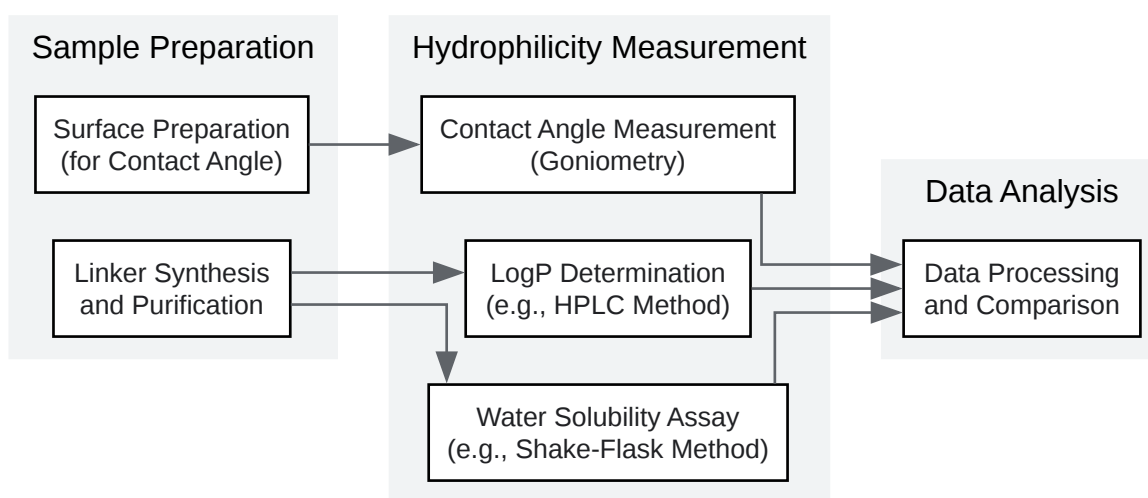 Sample Preparation
Surface Preparation
(for Contact Angle)
Linker Synthesis
and Purification
Hydrophilicity Measurement
Contact Angle Measurement
(Goniometry)
LogP Determination
(e.g., HPLC Method)
Water Solubility Assay
(e.g., Shake-Flask Method)
Data Analysis
Data Processing
and Comparison